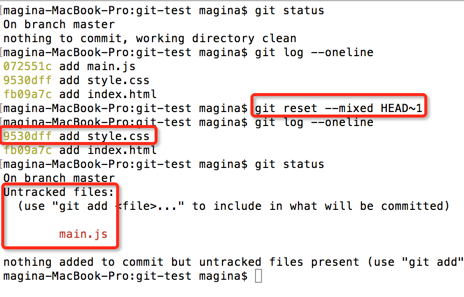 [magina-MacBook-Pro:git-test magina$ git status
On branch master
nothing to commit, working directory clean
[magina-MacBook-Pro:git-test magina$ git log --oneline
072551c add main.js
9530dff add style.css
fb09a7c add index.html
[magina-MacBook-Pro:git-test magina$ git reset --mixed HEAD~1
[magina-MacBook-Pro:git-test magina$ git log --oneline
9530dff add style.css
fb09a7c add index.html
[magina-MacBook-Pro:git-test magina$ git status
On branch master
Untracked files:
(use "git add <file>..." to include in what will be committed)
main.js
nothing added to commit but untracked files present (use "git add"
magina-MacBook-Pro:git-test magina$